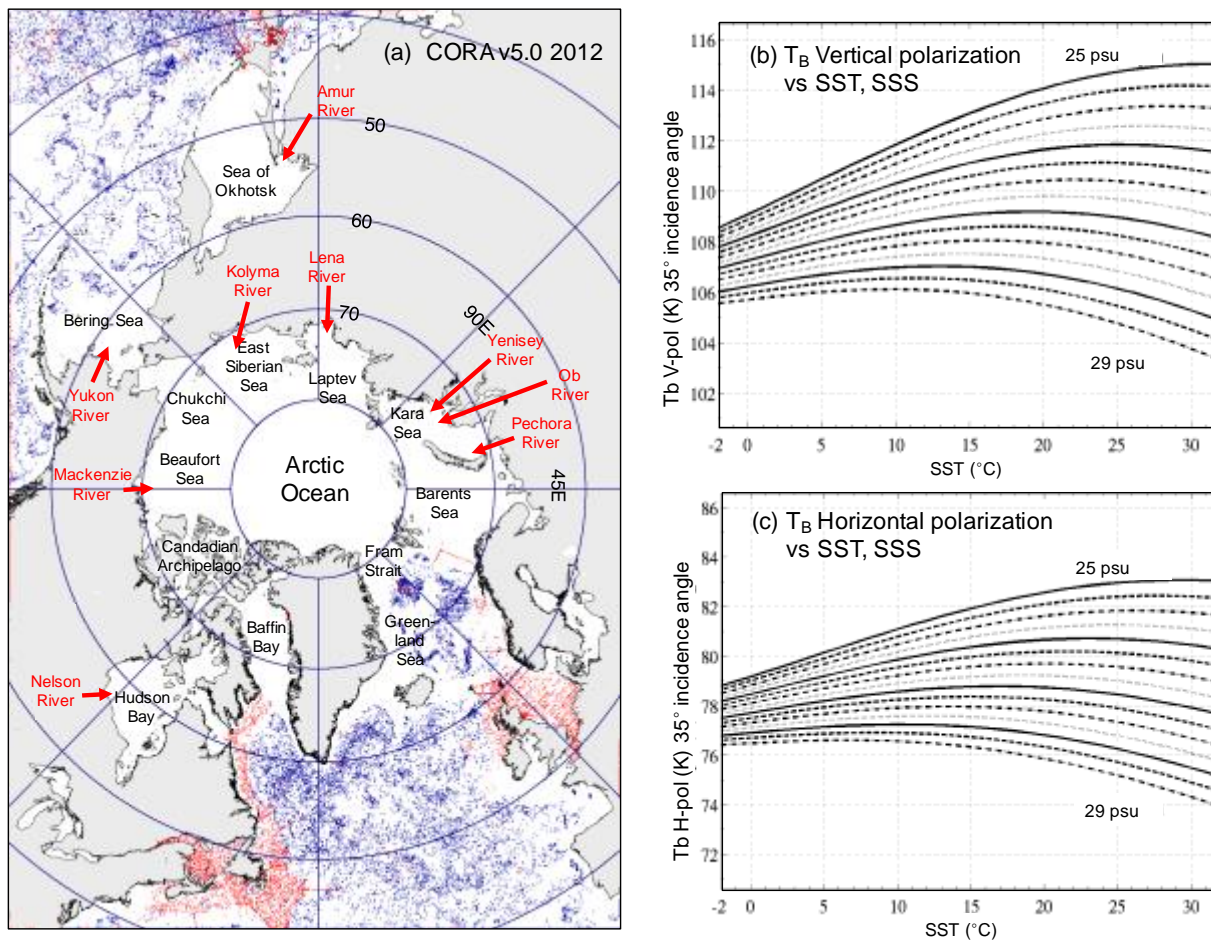 (a) CORAv5.0 2012
Amur
River
50
Sea of
Okhotsk
60
Kolyma
River
Lena
River
70
90E
Bering Sea
East
Siberian
Sea
Yenisey
River
Laptev
Sea
Ob
River
Yukon
River
Chukchi
Sea
Kara
Sea
Pechora
River
Mackenzie
River
Beaufort
Sea
Arctic
Ocean
45E
Barents
Sea
Candadian
Archipelago
Fram
Strait
Baffin
Bay
Green-
land
Sea
Nelson
River
Hudson
Bay
(b) TB Vertical polarization
vs SST, SSS
25 psu
29 psu
Tb V-pol (K) 35° incidence angle
116
114
112
110
108
106
104
102
-2 0 5 10 15 20 25 30
SST (°C)
(c) TB Horizontal polarization
vs SST, SSS
25 psu
29 psu
Tb H-pol (K) 35° incidence angle
86
84
82
80
78
76
74
72
-2 0 5 10 15 20 25 30
SST (°C)